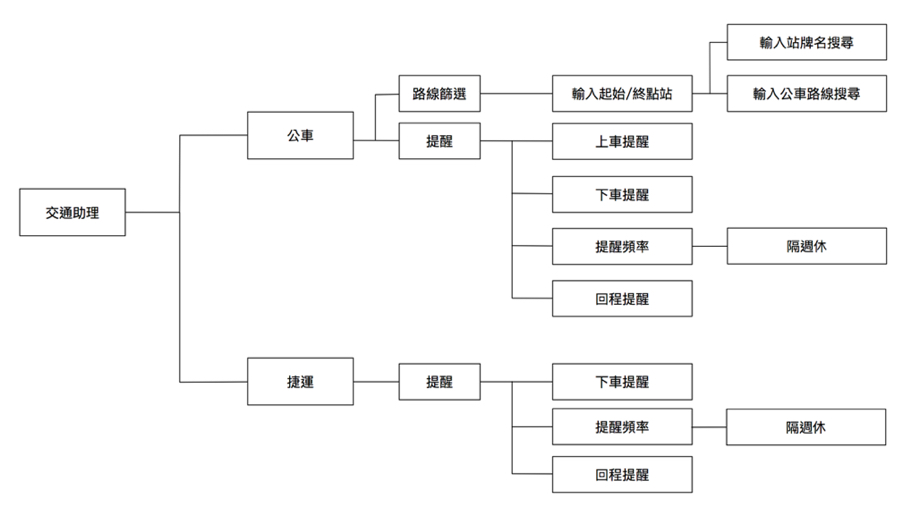 交通助理
公車
路線篩選
輸入起始/終點站
輸入站牌名搜尋
輸入公車路線搜尋
提醒
上車提醒
下車提醒
提醒頻率
隔週休
回程提醒
捷運
提醒
下車提醒
提醒頻率
隔週休
回程提醒